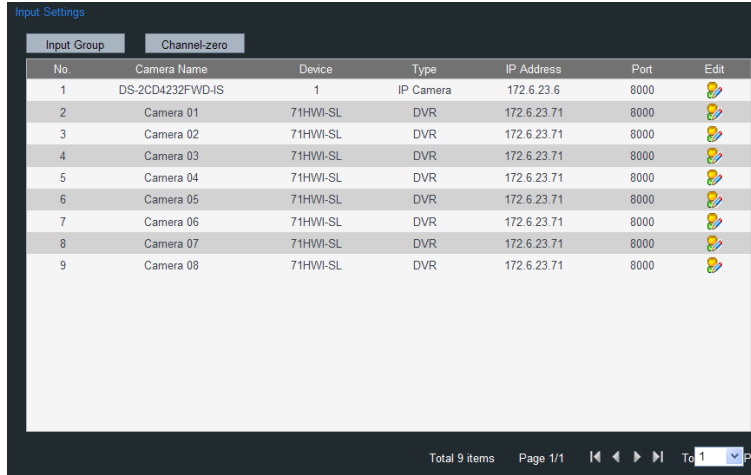 Input Settings
Input Group Channel-zero
No. Camera Name Device Type IP Address Port Edit
1 DS-2CD4232FWD-IS 1 IP Camera 172.6.23.6 8000
2 Camera 01 71HWI-SL DVR 172.6.23.71 8000
3 Camera 02 71HWI-SL DVR 172.6.23.71 8000
4 Camera 03 71HWI-SL DVR 172.6.23.71 8000
5 Camera 04 71HWI-SL DVR 172.6.23.71 8000
6 Camera 05 71HWI-SL DVR 172.6.23.71 8000
7 Camera 06 71HWI-SL DVR 172.6.23.71 8000
8 Camera 07 71HWI-SL DVR 172.6.23.71 8000
9 Camera 08 71HWI-SL DVR 172.6.23.71 8000
Total 9 items Page 1/1 To 1 P